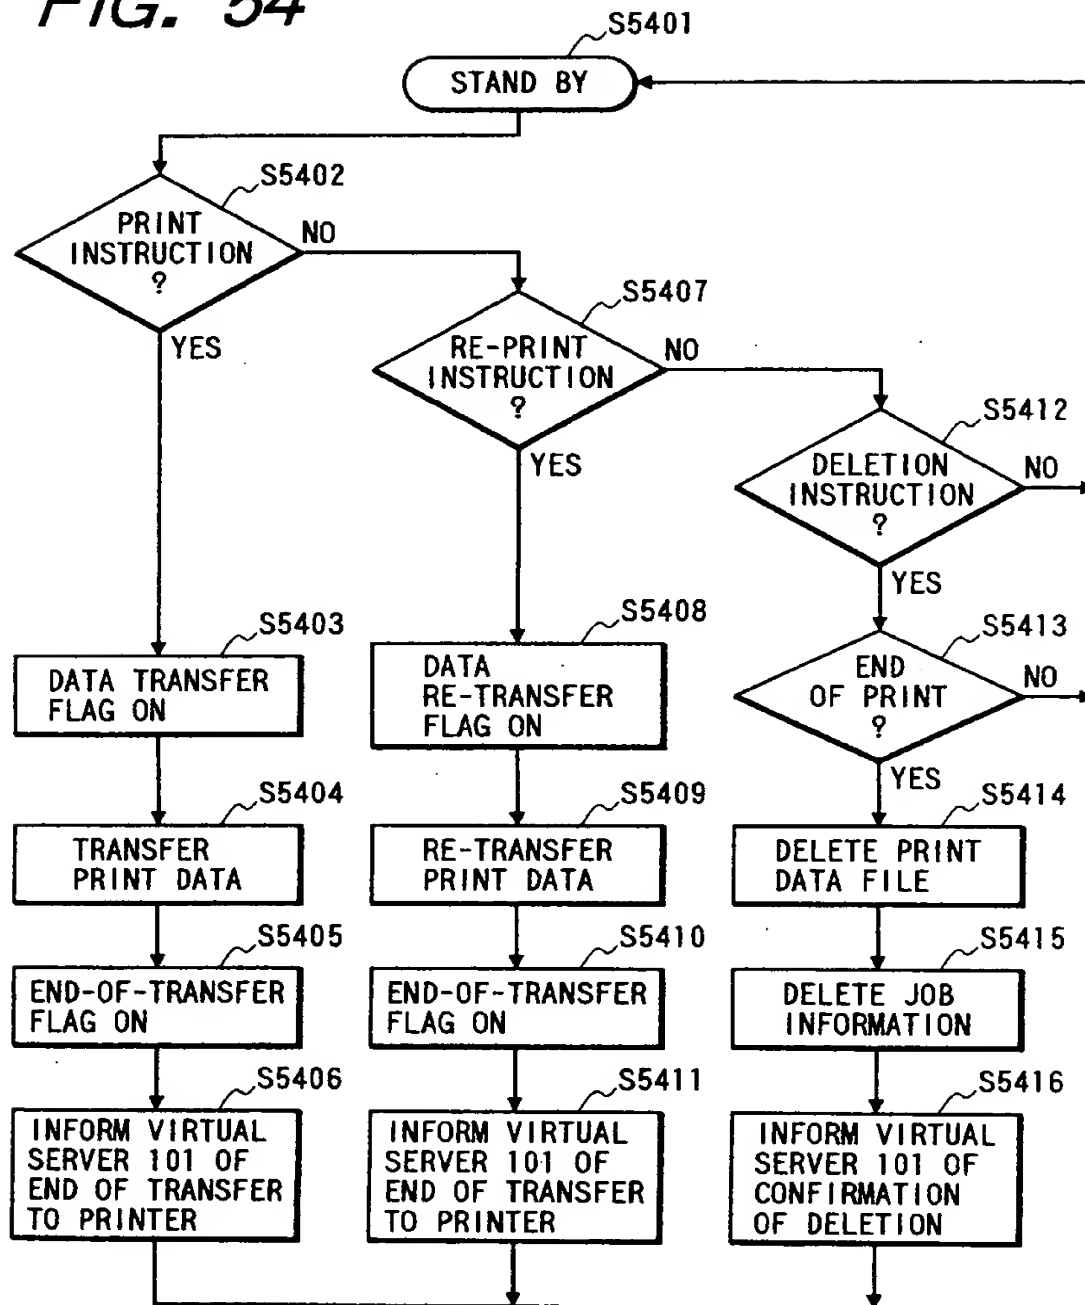 FIG. 54
S5401
STAND BY
S5402
PRINT
INSTRUCTION
?
NO
YES
S5407
RE-PRINT
INSTRUCTION
?
NO
YES
S5412
DELETION
INSTRUCTION
?
NO
YES
S5403
DATA TRANSFER
FLAG ON
S5408
DATA
RE-TRANSFER
FLAG ON
S5413
END
OF PRINT
?
NO
YES
S5404
TRANSFER
PRINT DATA
S5409
RE-TRANSFER
PRINT DATA
S5414
DELETE PRINT
DATA FILE
S5405
END-OF-TRANSFER
FLAG ON
S5410
END-OF-TRANSFER
FLAG ON
S5415
DELETE JOB
INFORMATION
S5406
INFORM VIRTUAL
SERVER 101 OF
END OF TRANSFER
TO PRINTER
S5411
INFORM VIRTUAL
SERVER 101 OF
END OF TRANSFER
TO PRINTER
S5416
INFORM VIRTUAL
SERVER 101 OF
CONFIRMATION
OF DELETION